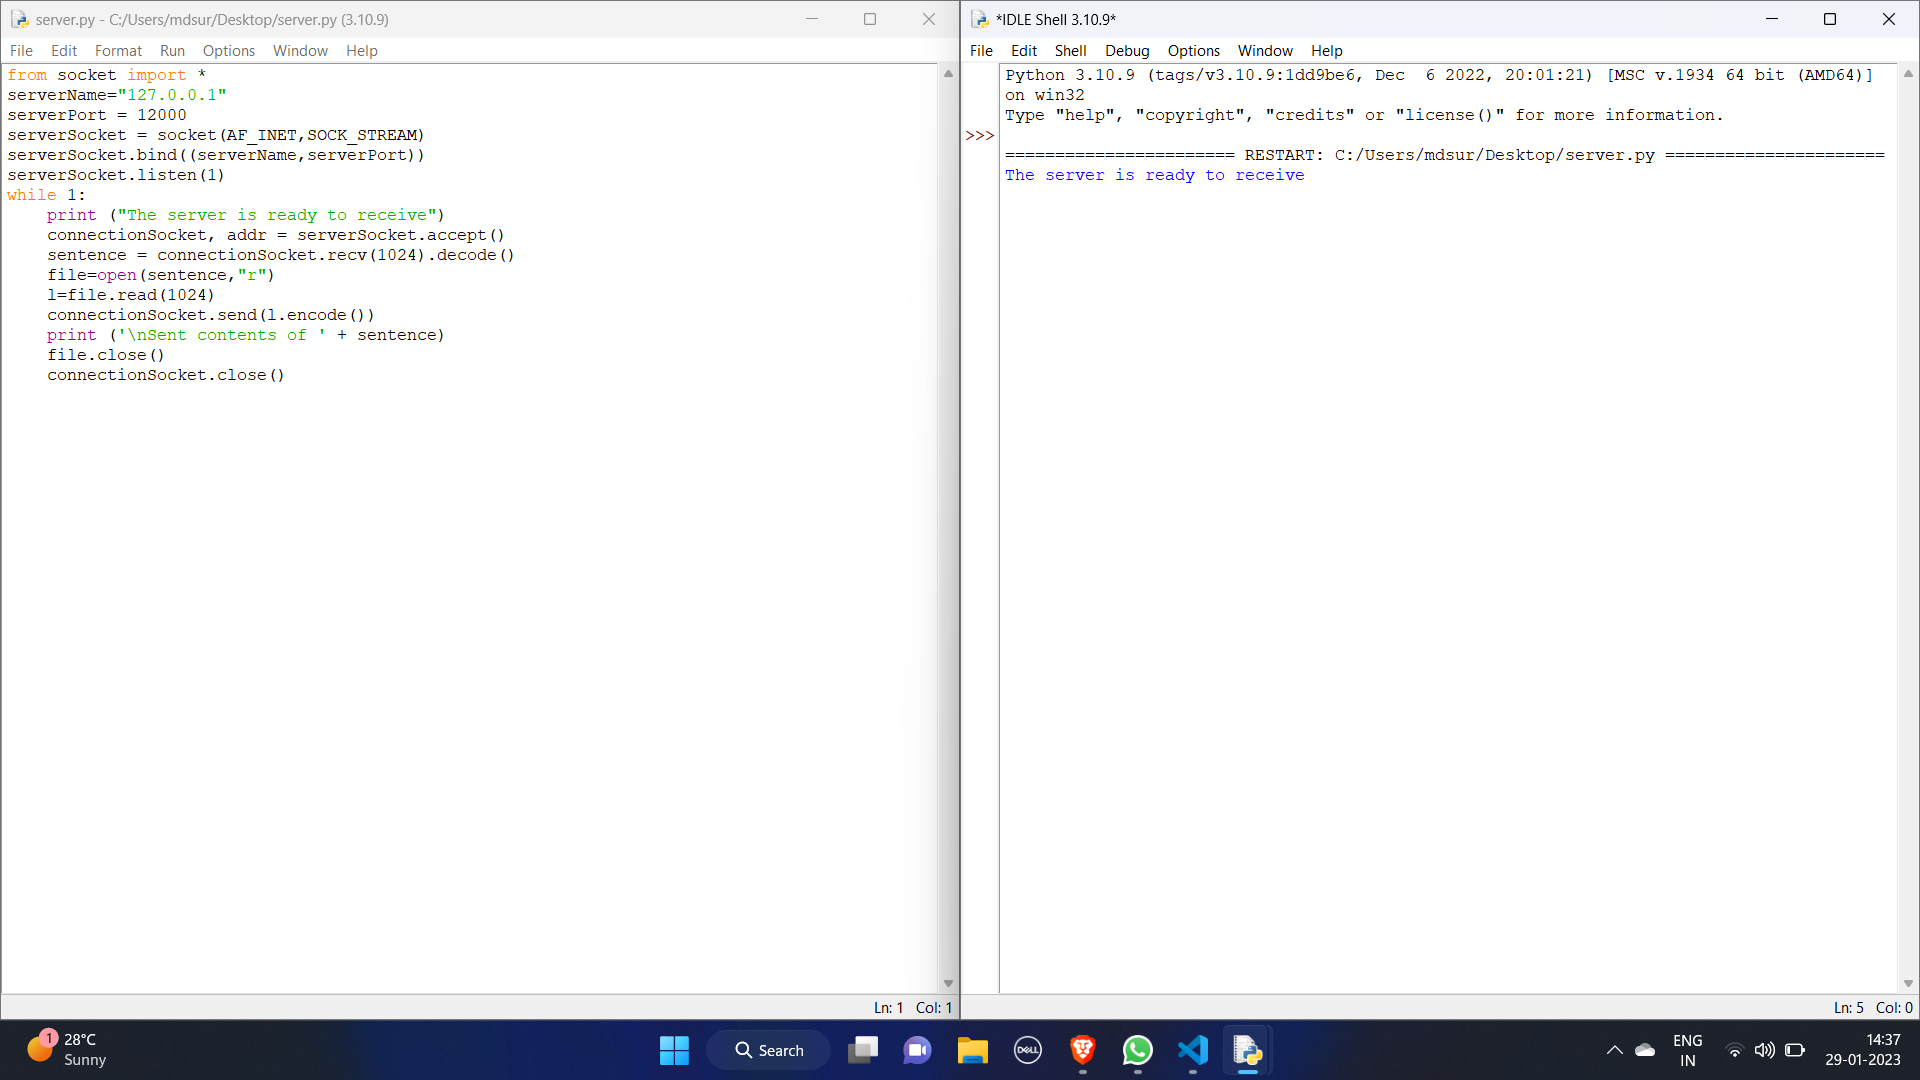 server.py - C:/Users/mdsur/Desktop/server.py (3.10.9)
File Edit Format Run Options Window Help
from socket import *
serverName="127.0.0.1"
serverPort = 12000
serverSocket = socket(AF_INET,SOCK_STREAM)
serverSocket.bind((serverName,serverPort))
serverSocket.listen(1)
while 1:
    print ("The server is ready to receive")
    connectionSocket, addr = serverSocket.accept()
    sentence = connectionSocket.recv(1024).decode()
    file=open(sentence,"r")
    l=file.read(1024)
    connectionSocket.send(l.encode())
    print ('\nSent contents of ' + sentence)
    file.close()
    connectionSocket.close()
Ln: 1 Col: 1
*IDLE Shell 3.10.9*
File Edit Shell Debug Options Window Help
Python 3.10.9 (tags/v3.10.9:1dd9be6, Dec  6 2022, 20:01:21) [MSC v.1934 64 bit (AMD64)]
on win32
Type "help", "copyright", "credits" or "license()" for more information.
>>>
======================= RESTART: C:/Users/mdsur/Desktop/server.py ======================
The server is ready to receive
Ln: 5 Col: 0
1
28°C
Sunny
Search
DELL
ENG
IN
14:37
29-01-2023